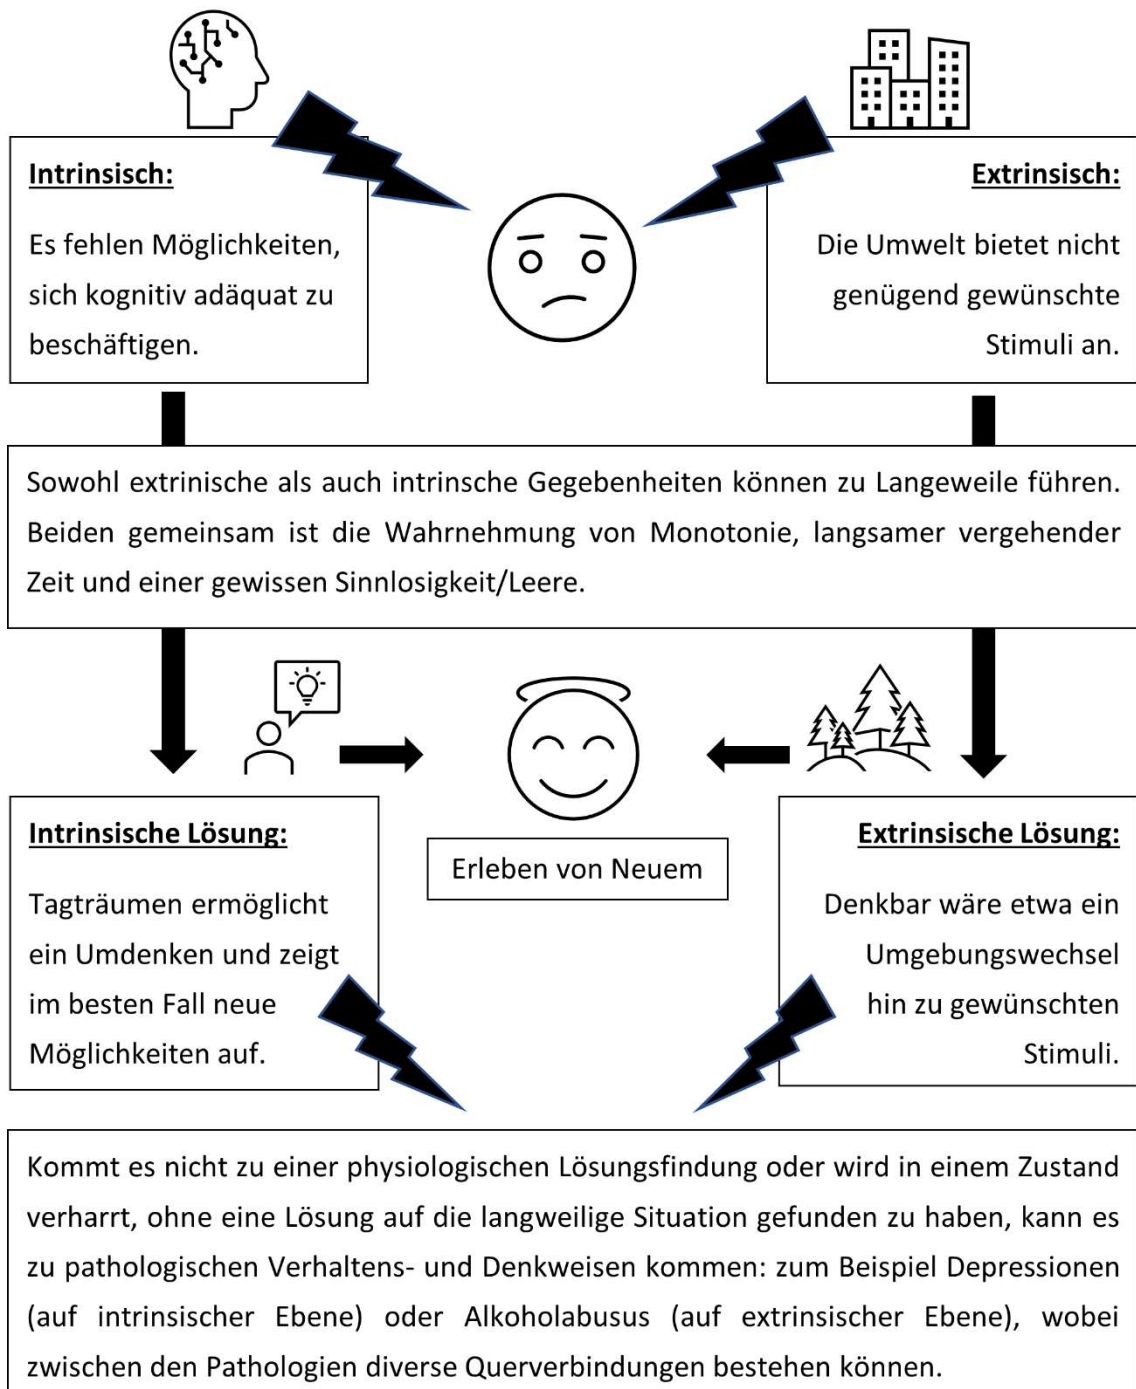 Intrinsisch:
Es fehlen Möglichkeiten,
sich kognitiv adäquat zu
beschäftigen.
Extrinsisch:
Die Umwelt bietet nicht
genügend gewünschte
Stimuli an.
Sowohl extrinische als auch intrinsche Gegebenheiten können zu Langeweile führen.
Beiden gemeinsam ist die Wahrnehmung von Monotonie, langsamer vergehender
Zeit und einer gewissen Sinnlosigkeit/Leere.
Intrinsische Lösung:
Tagträumen ermöglicht
ein Umdenken und zeigt
im besten Fall neue
Möglichkeiten auf.
Erleben von Neuem
Extrinsische Lösung:
Denkbar wäre etwa ein
Umgebungswechsel
hin zu gewünschten
Stimuli.
Kommt es nicht zu einer physiologischen Lösungsfindung oder wird in einem Zustand
verharrt, ohne eine Lösung auf die langweilige Situation gefunden zu haben, kann es
zu pathologischen Verhaltens- und Denkweisen kommen: zum Beispiel Depressionen
(auf intrinsischer Ebene) oder Alkoholabusus (auf extrinsischer Ebene), wobei
zwischen den Pathologien diverse Querverbindungen bestehen können.